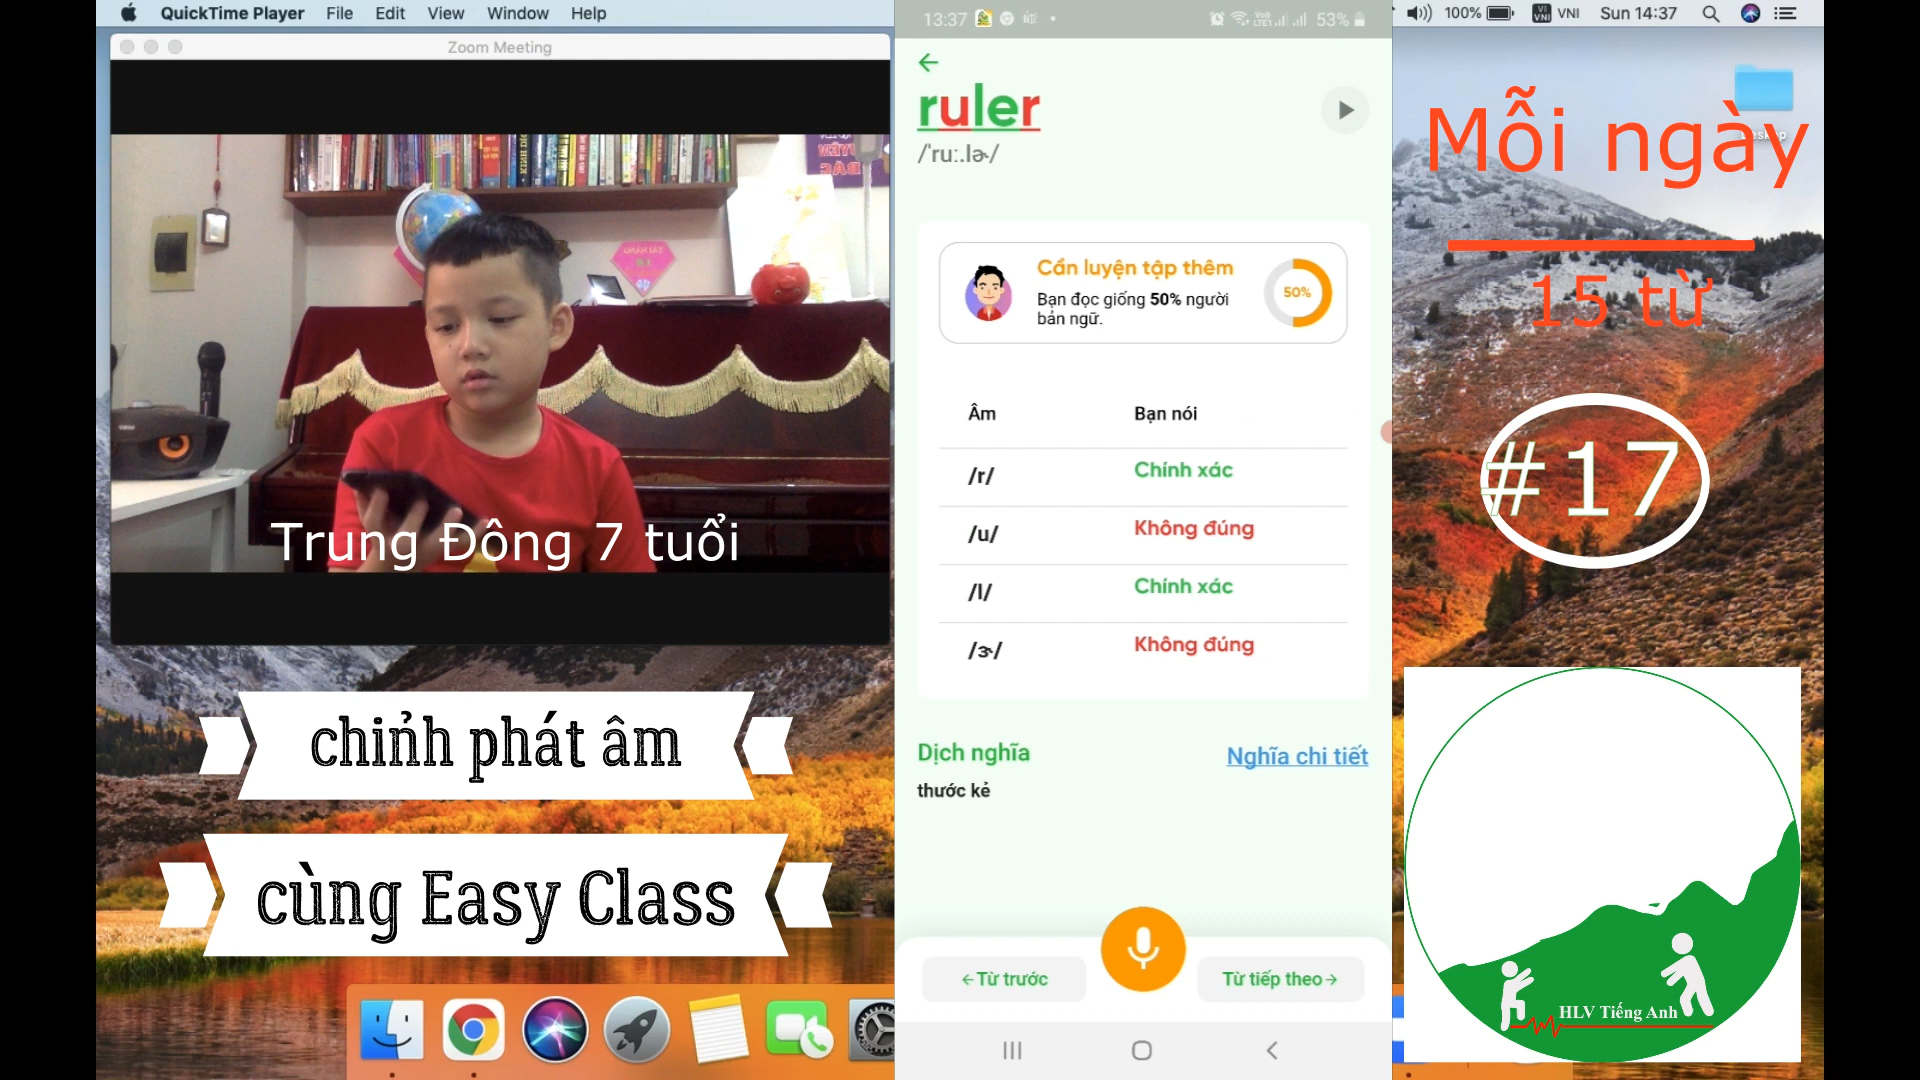 QuickTime Player File Edit View Window Help
Zoom Meeting
Trung Đông 7 tuổi
chỉnh phát âm
cùng Easy Class
13:37
53%
ruler
/ˈruː.lɚ/
Cần luyện tập thêm
Bạn đọc giống 50% người
bản ngữ.
50%
Âm Bạn nói
/r/ Chính xác
/u/ Không đúng
/l/ Chính xác
/ɝ/ Không đúng
Dịch nghĩa Nghĩa chi tiết
thước kẻ
←Từ trước Từ tiếp theo→
100% VNI Sun 14:37
Mỗi ngày
15 từ
#17
HLV Tiếng Anh